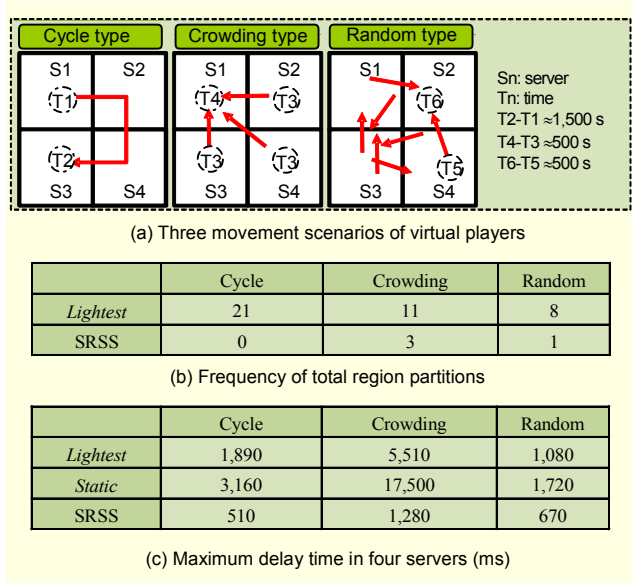 Cycle type Crowding type Random type
S1 S2 S1 S2 S1 S2
T1 T4 T3 T6
T2 T3 T3 T5
S3 S4 S3 S4 S3 S4
Sn: server
Tn: time
T2-T1 ≈1,500 s
T4-T3 ≈500 s
T6-T5 ≈500 s
(a) Three movement scenarios of virtual players
Cycle Crowding Random
Lightest 21 11 8
SRSS 0 3 1
(b) Frequency of total region partitions
Cycle Crowding Random
Lightest 1,890 5,510 1,080
Static 3,160 17,500 1,720
SRSS 510 1,280 670
(c) Maximum delay time in four servers (ms)